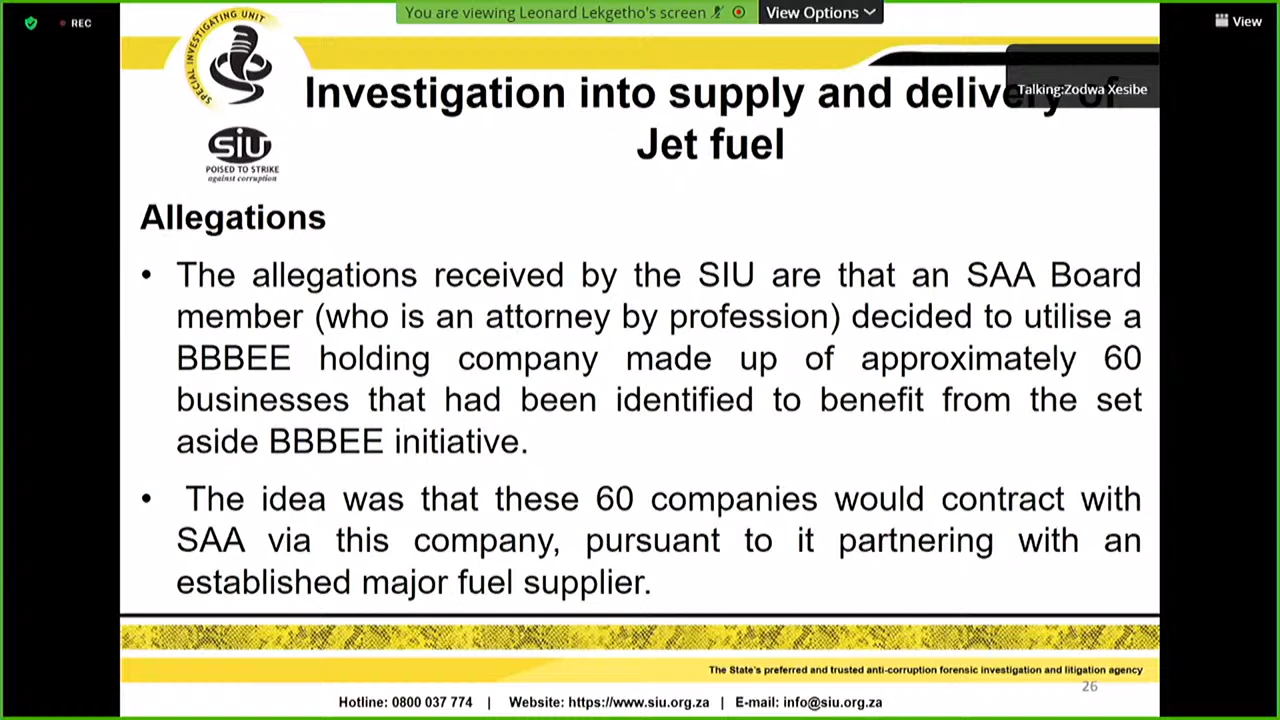 You are viewing Leonard Lekgetho's screen
View Options
REC
View
SPECIAL INVESTIGATING UNIT
Talking:Zodwa Xesibe
Investigation into supply and delivery of
Jet fuel
SIU
POISED TO STRIKE
against corruption
Allegations
• The allegations received by the SIU are that an SAA Board
member (who is an attorney by profession) decided to utilise a
BBBEE holding company made up of approximately 60
businesses that had been identified to benefit from the set
aside BBBEE initiative.
• The idea was that these 60 companies would contract with
SAA via this company, pursuant to it partnering with an
established major fuel supplier.
The State's preferred and trusted anti-corruption forensic investigation and litigation agency
26
Hotline: 0800 037 774 | Website: https://www.siu.org.za | E-mail: info@siu.org.za